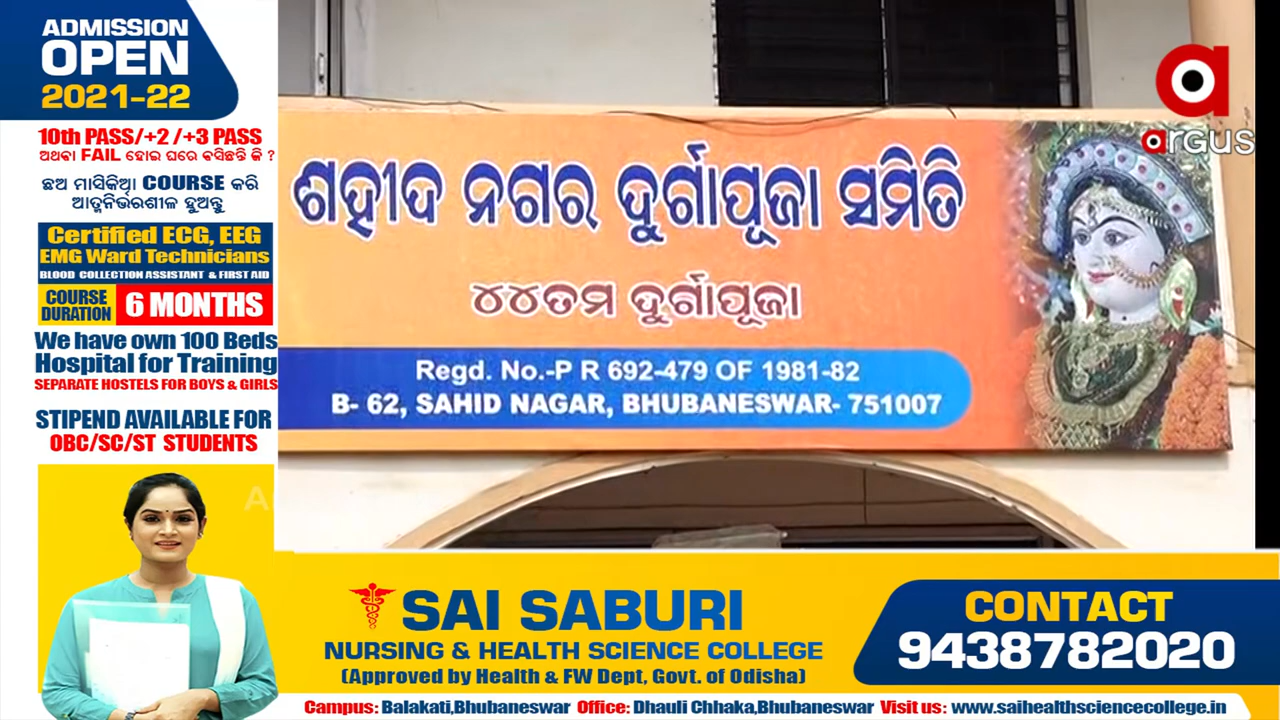 ADMISSION
OPEN
2021-22
10th PASS/+2 /+3 PASS
ଅଥବା FAIL ହୋଇ ଘରେ ବସିଛନ୍ତି କି ?
ଛଅ ମାସିକିଆ COURSE କରି
ଆତ୍ମନିର୍ଭରଶୀଳ ହୁଅନ୍ତୁ
Certified ECG, EEG
EMG Ward Technicians
BLOOD COLLECTION ASSISTANT & FIRST AID
COURSE
DURATION
6 MONTHS
We have own 100 Beds
Hospital for Training
SEPARATE HOSTELS FOR BOYS & GIRLS
STIPEND AVAILABLE FOR
OBC/SC/ST STUDENTS
argus
ଶହୀଦ ନଗର ଦୁର୍ଗାପୂଜା ସମିତି
୪୪ତମ ଦୁର୍ଗାପୂଜା
Regd. No.-P R 692-479 OF 1981-82
B- 62, SAHID NAGAR, BHUBANESWAR- 751007
SAI SABURI
NURSING & HEALTH SCIENCE COLLEGE
(Approved by Health & FW Dept, Govt. of Odisha)
CONTACT
9438782020
Campus: Balakati,Bhubaneswar Office: Dhauli Chhaka,Bhubaneswar Visit us: www.saihealthsciencecollege.in